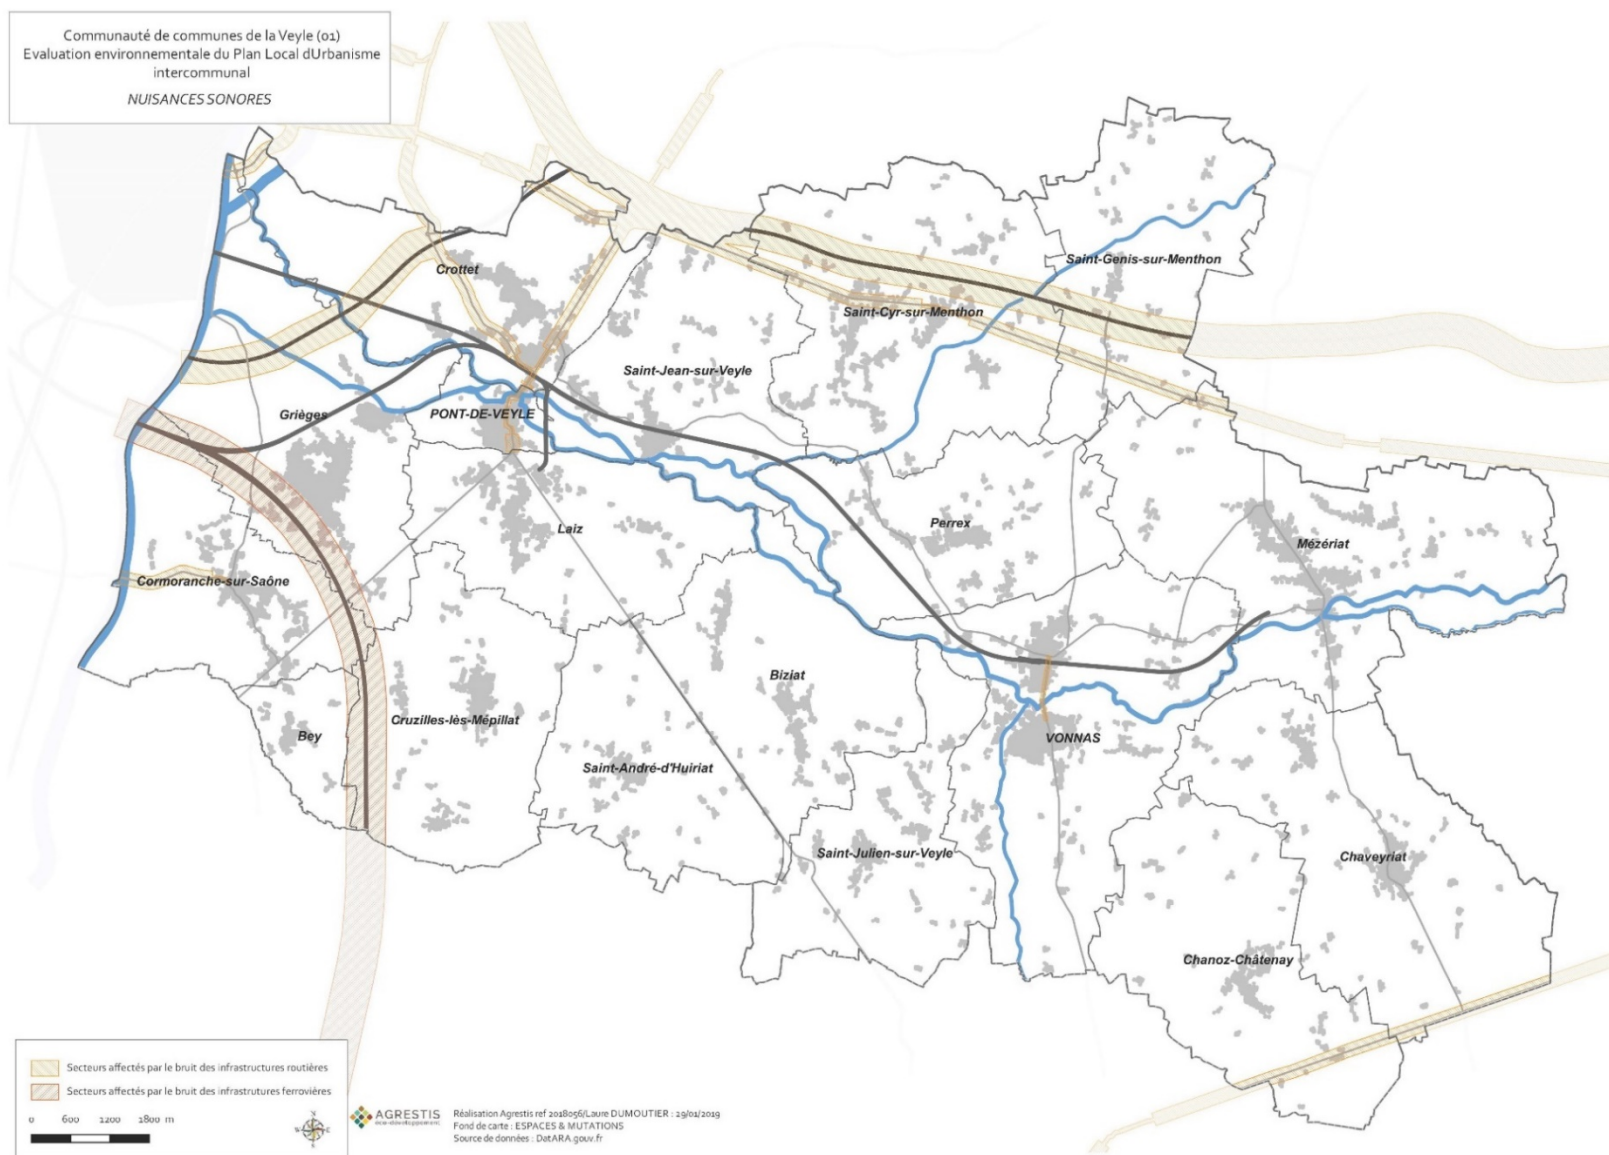 Communauté de communes de la Veyle (01)
Evaluation environnementale du Plan Local dUrbanisme
intercommunal
NUISANCES SONORES
Saint-Genis-sur-Menthon
Crottet
Saint-Cyr-sur-Menthon
Saint-Jean-sur-Veyle
Grièges
PONT-DE-VEYLE
Laiz
Perrex
Mézériat
Cormoranche-sur-Saône
Biziat
Cruzilles-lès-Mépillat
Bey
VONNAS
Saint-André-d'Huiriat
Saint-Julien-sur-Veyle
Chaveyriat
Chanoz-Châtenay
Secteurs affectés par le bruit des infrastructures routières
Secteurs affectés par le bruit des infrastrutures ferrovières
0 600 1200 1800 m
N
S
E
AGRESTIS
éco-développement
Réalisation Agrestis ref 2018056/Laure DUMOUTIER : 29/01/2019
Fond de carte : ESPACES & MUTATIONS
Source de données : DatARA.gouv.fr